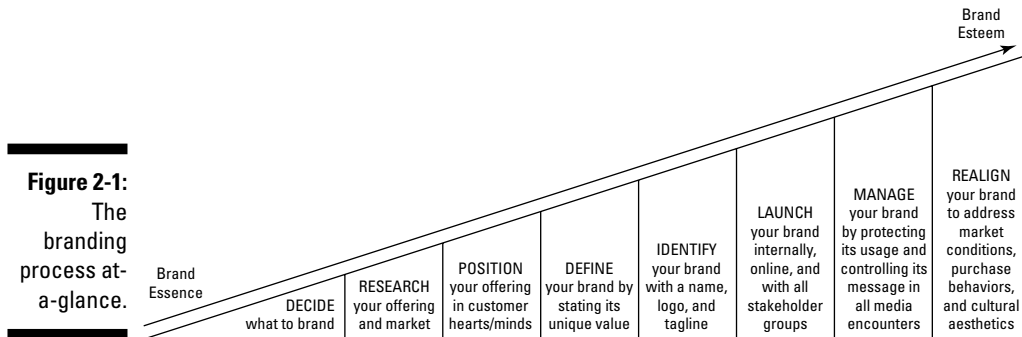 Figure 2-1:
The
branding
process at-
a-glance.
Brand
Essence
DECIDE
what to brand
RESEARCH
your offering
and market
POSITION
your offering
in customer
hearts/minds
DEFINE
your brand by
stating its
unique value
IDENTIFY
your brand
with a name,
logo, and
tagline
LAUNCH
your brand
internally,
online, and
with all
stakeholder
groups
MANAGE
your brand
by protecting
its usage and
controlling its
message in
all media
encounters
REALIGN
your brand
to address
market
conditions,
purchase
behaviors,
and cultural
aesthetics
Brand
Esteem